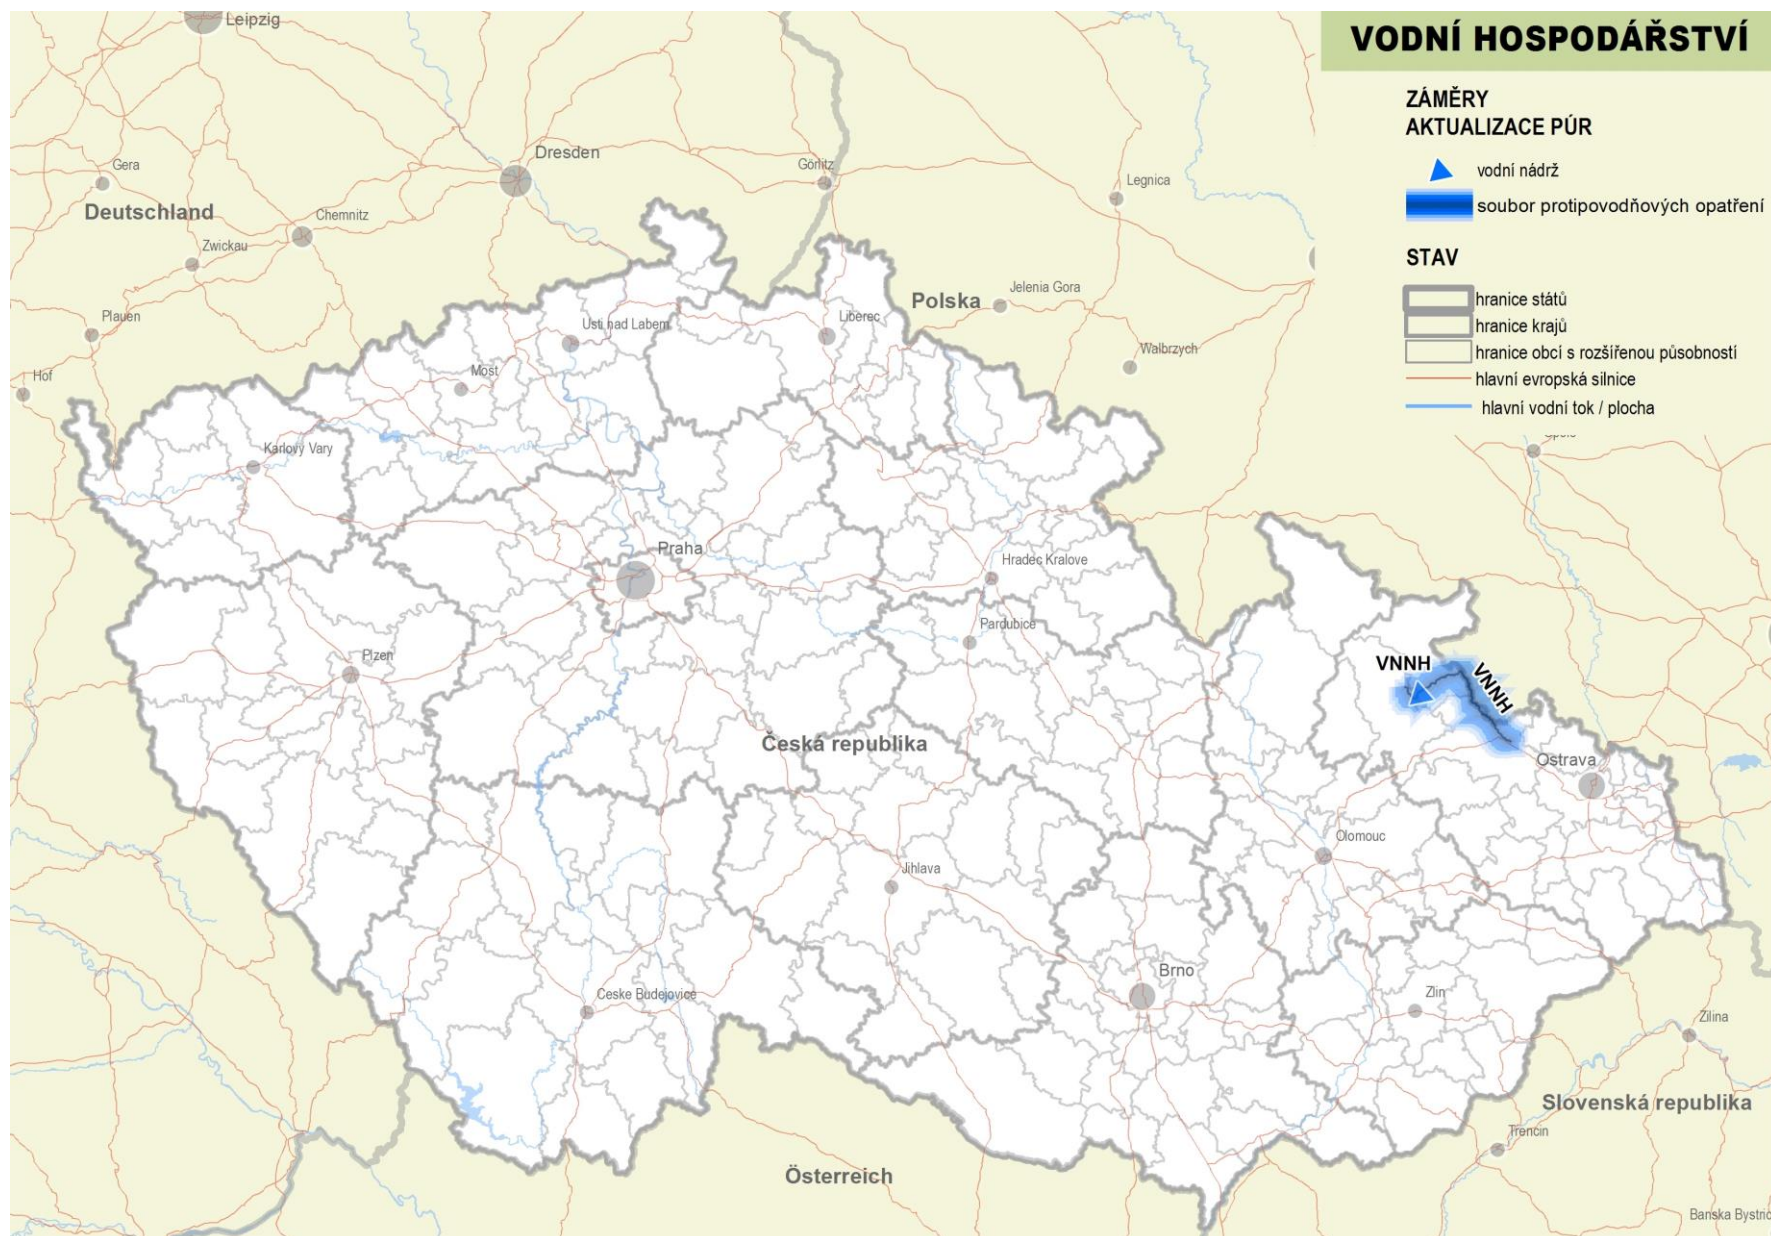 VODNÍ HOSPODÁŘSTVÍ
ZÁMĚRY
AKTUALIZACE PÚR
vodní nádrž
soubor protipovodňových opatření
STAV
hranice států
hranice krajů
hranice obcí s rozšířenou působností
hlavní evropská silnice
hlavní vodní tok / plocha
Leipzig
Dresden
Görlitz
Legnica
Gera
Deutschland
Chemnitz
Zwickau
Jelenia Gora
Polska
Plauen
Usti nad Labem
Liberec
Walbrzych
Hof
Most
Karlovy Vary
Praha
Hradec Kralove
Pardubice
Plzen
VNNH
VNNH
Česká republika
Ostrava
Olomouc
Jihlava
Brno
Ceske Budejovice
Zlin
Zilina
Slovenská republika
Trencin
Österreich
Banska Bystric